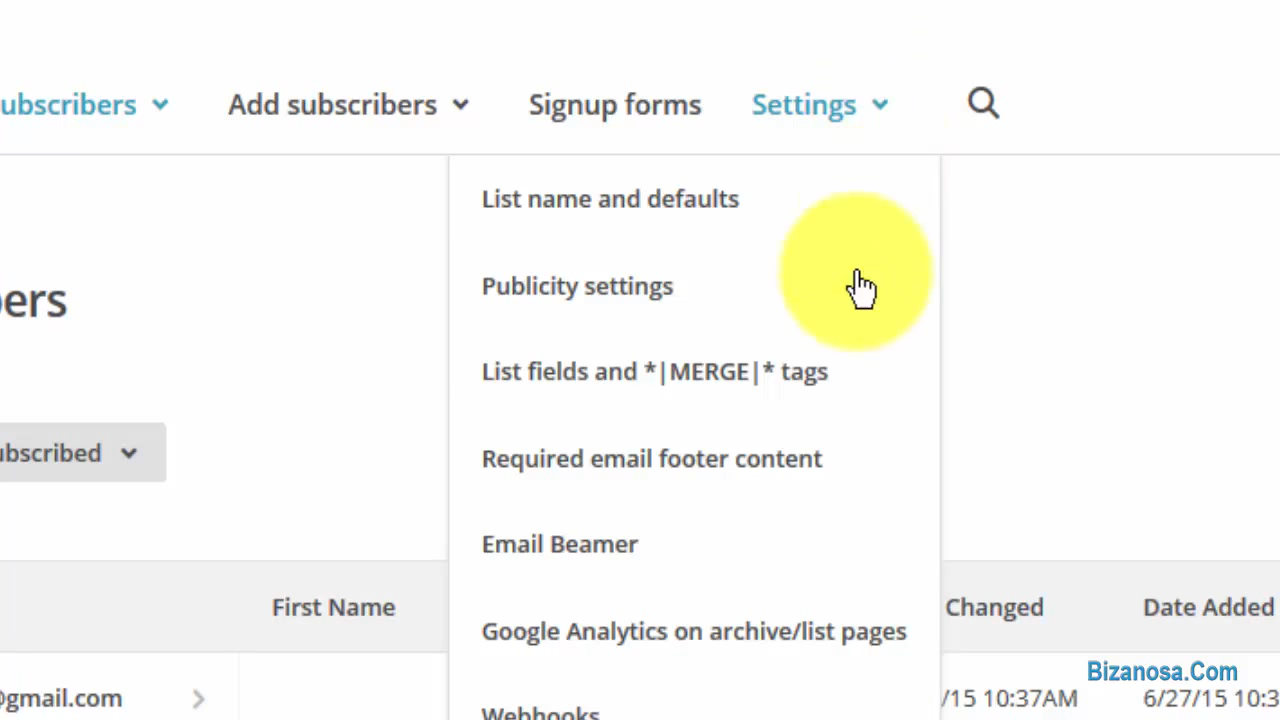 ubscribers Add subscribers Signup forms Settings
List name and defaults
Publicity settings
bers
List fields and *|MERGE|* tags
ubscribed
Required email footer content
Email Beamer
First Name Changed Date Added
Google Analytics on archive/list pages
Bizanosa.Com
@gmail.com /15 10:37AM 6/27/15 10:3
Webhooks